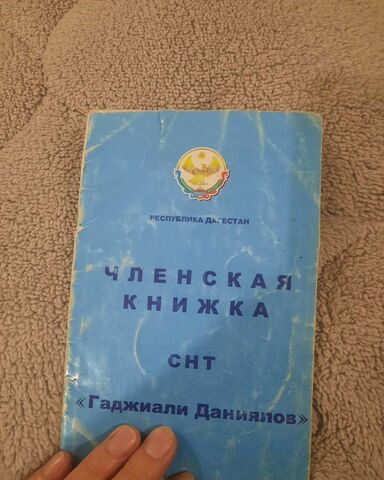 РЕСПУБЛИКА ДАГЕСТАН
ЧЛЕНСКАЯ
КНИЖКА
СНТ
«Гаджиали Даниялов»